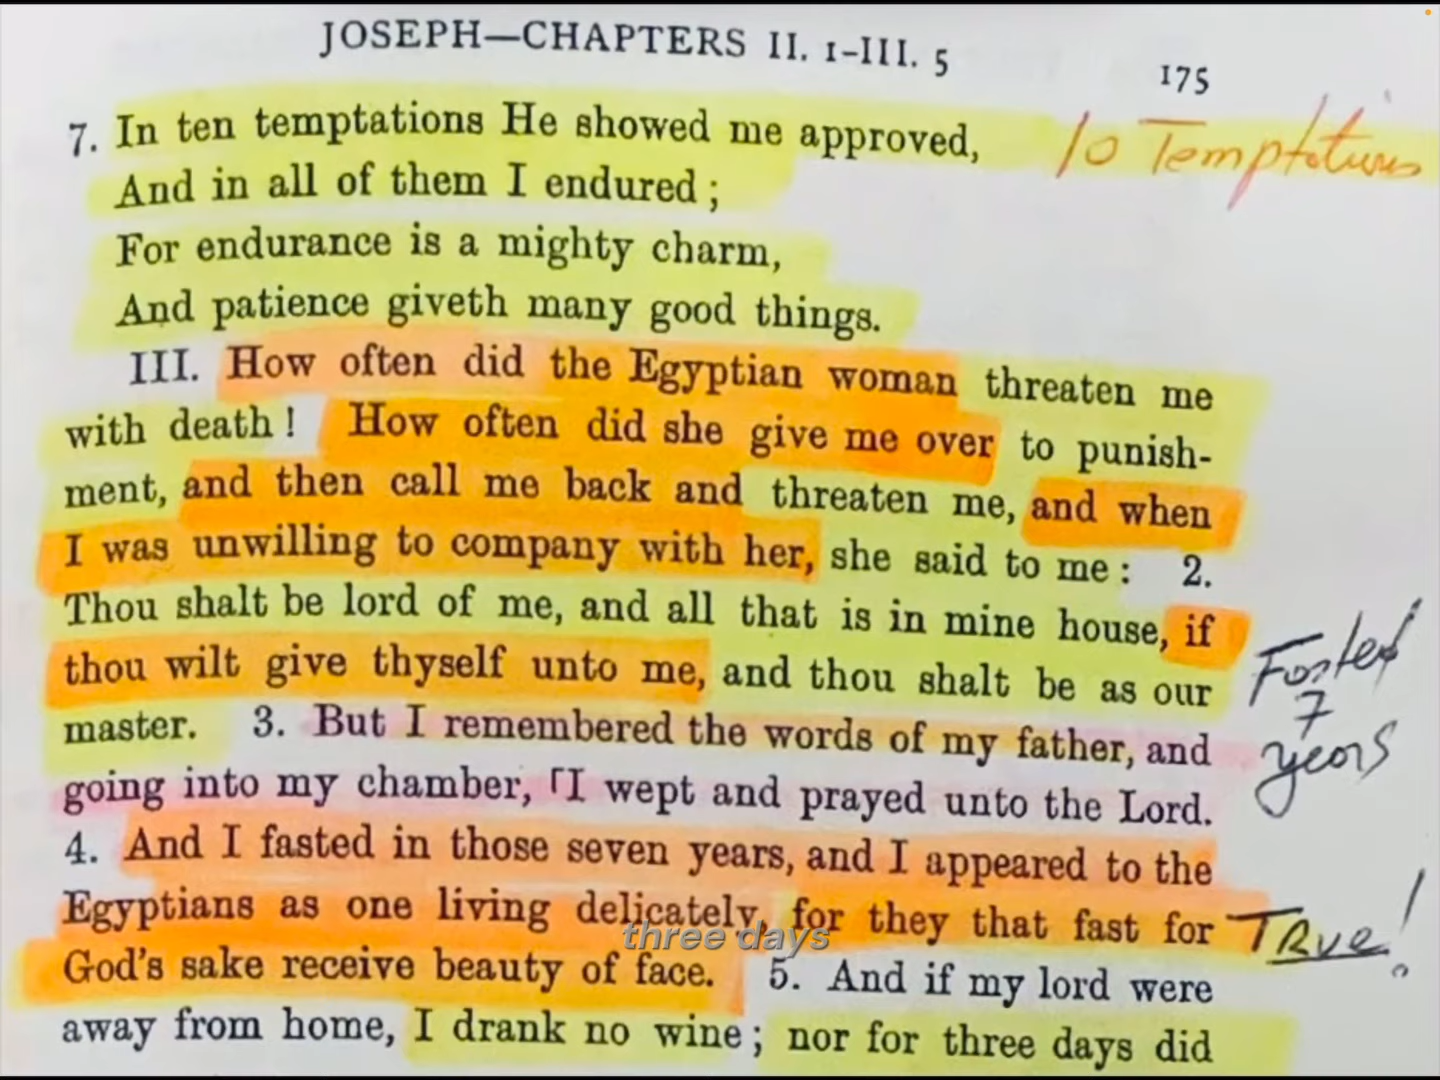 JOSEPH—CHAPTERS II. 1–III. 5 175
7. In ten temptations He showed me approved,
10 Temptations
And in all of them I endured;
For endurance is a mighty charm,
And patience giveth many good things.
III. How often did the Egyptian woman threaten me
with death! How often did she give me over to punish-
ment, and then call me back and threaten me, and when
I was unwilling to company with her, she said to me: 2.
Thou shalt be lord of me, and all that is in mine house, if
thou wilt give thyself unto me, and thou shalt be as our
master. 3. But I remembered the words of my father, and
going into my chamber, ⌈I wept and prayed unto the Lord.
Fasted
7
years
4. And I fasted in those seven years, and I appeared to the
Egyptians as one living delicately, for they that fast for
TRUE!
three days
God's sake receive beauty of face. 5. And if my lord were
away from home, I drank no wine; nor for three days did